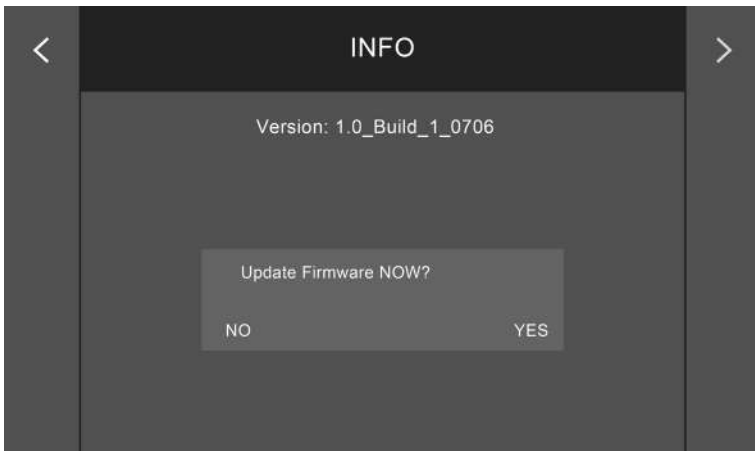 INFO
Version: 1.0_Build_1_0706
Update Firmware NOW?
NO YES